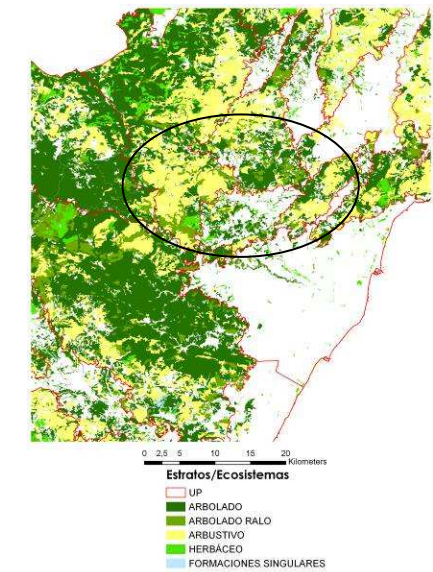 0 2,5 5 10 15 20
Kilometers
Estratos/Ecosistemas
UP
ARBOLADO
ARBOLADO RALO
ARBUSTIVO
HERBÁCEO
FORMACIONES SINGULARES